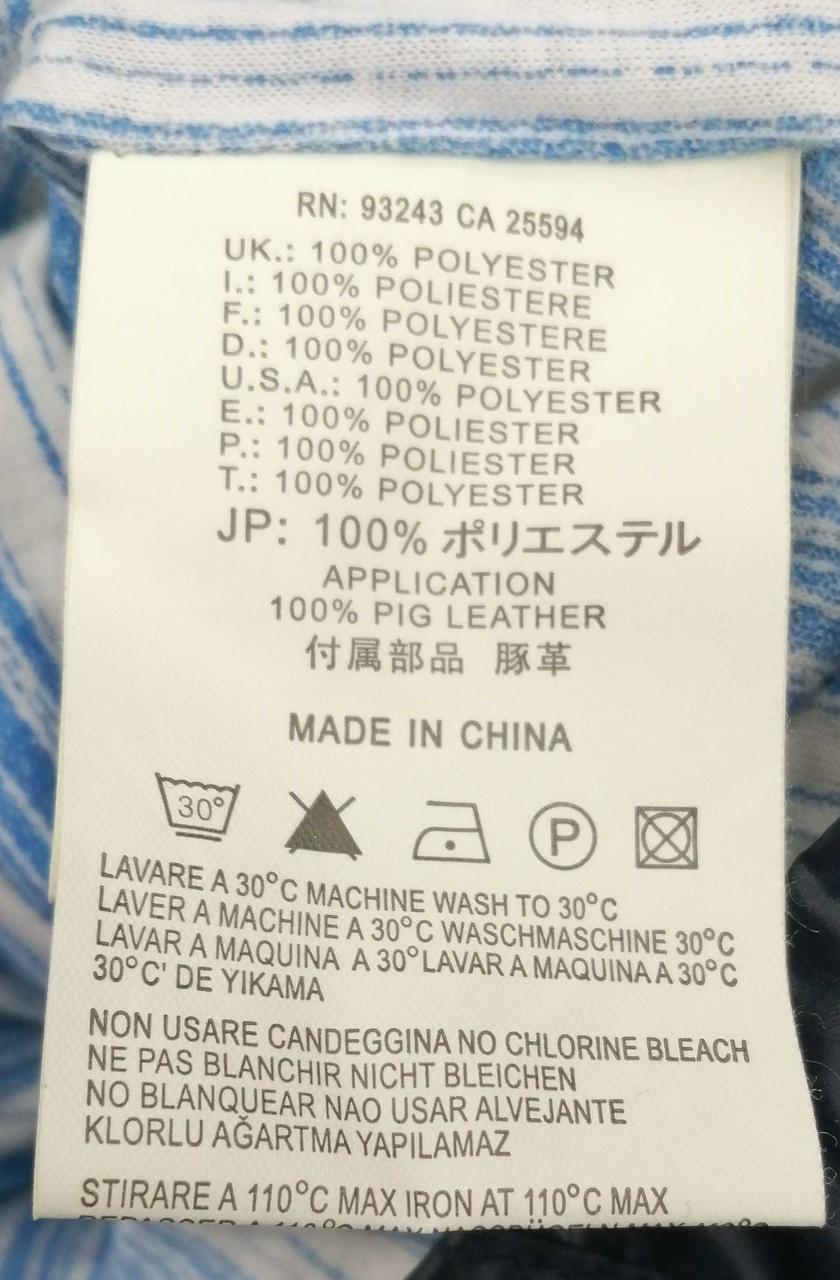 RN: 93243 CA 25594
UK.: 100% POLYESTER
I.: 100% POLIESTERE
F.: 100% POLYESTERE
D.: 100% POLYESTER
U.S.A.: 100% POLYESTER
E.: 100% POLIESTER
P.: 100% POLIESTER
T.: 100% POLYESTER
JP: 100% ポリエステル
APPLICATION
100% PIG LEATHER
付属部品 豚革
MADE IN CHINA
30° P
LAVARE A 30°C MACHINE WASH TO 30°C
LAVER A MACHINE A 30°C WASCHMASCHINE 30°C
LAVAR A MAQUINA A 30°LAVAR A MAQUINA A 30°C
30°C' DE YIKAMA
NON USARE CANDEGGINA NO CHLORINE BLEACH
NE PAS BLANCHIR NICHT BLEICHEN
NO BLANQUEAR NAO USAR ALVEJANTE
KLORLU AĞARTMA YAPILAMAZ
STIRARE A 110°C MAX IRON AT 110°C MAX